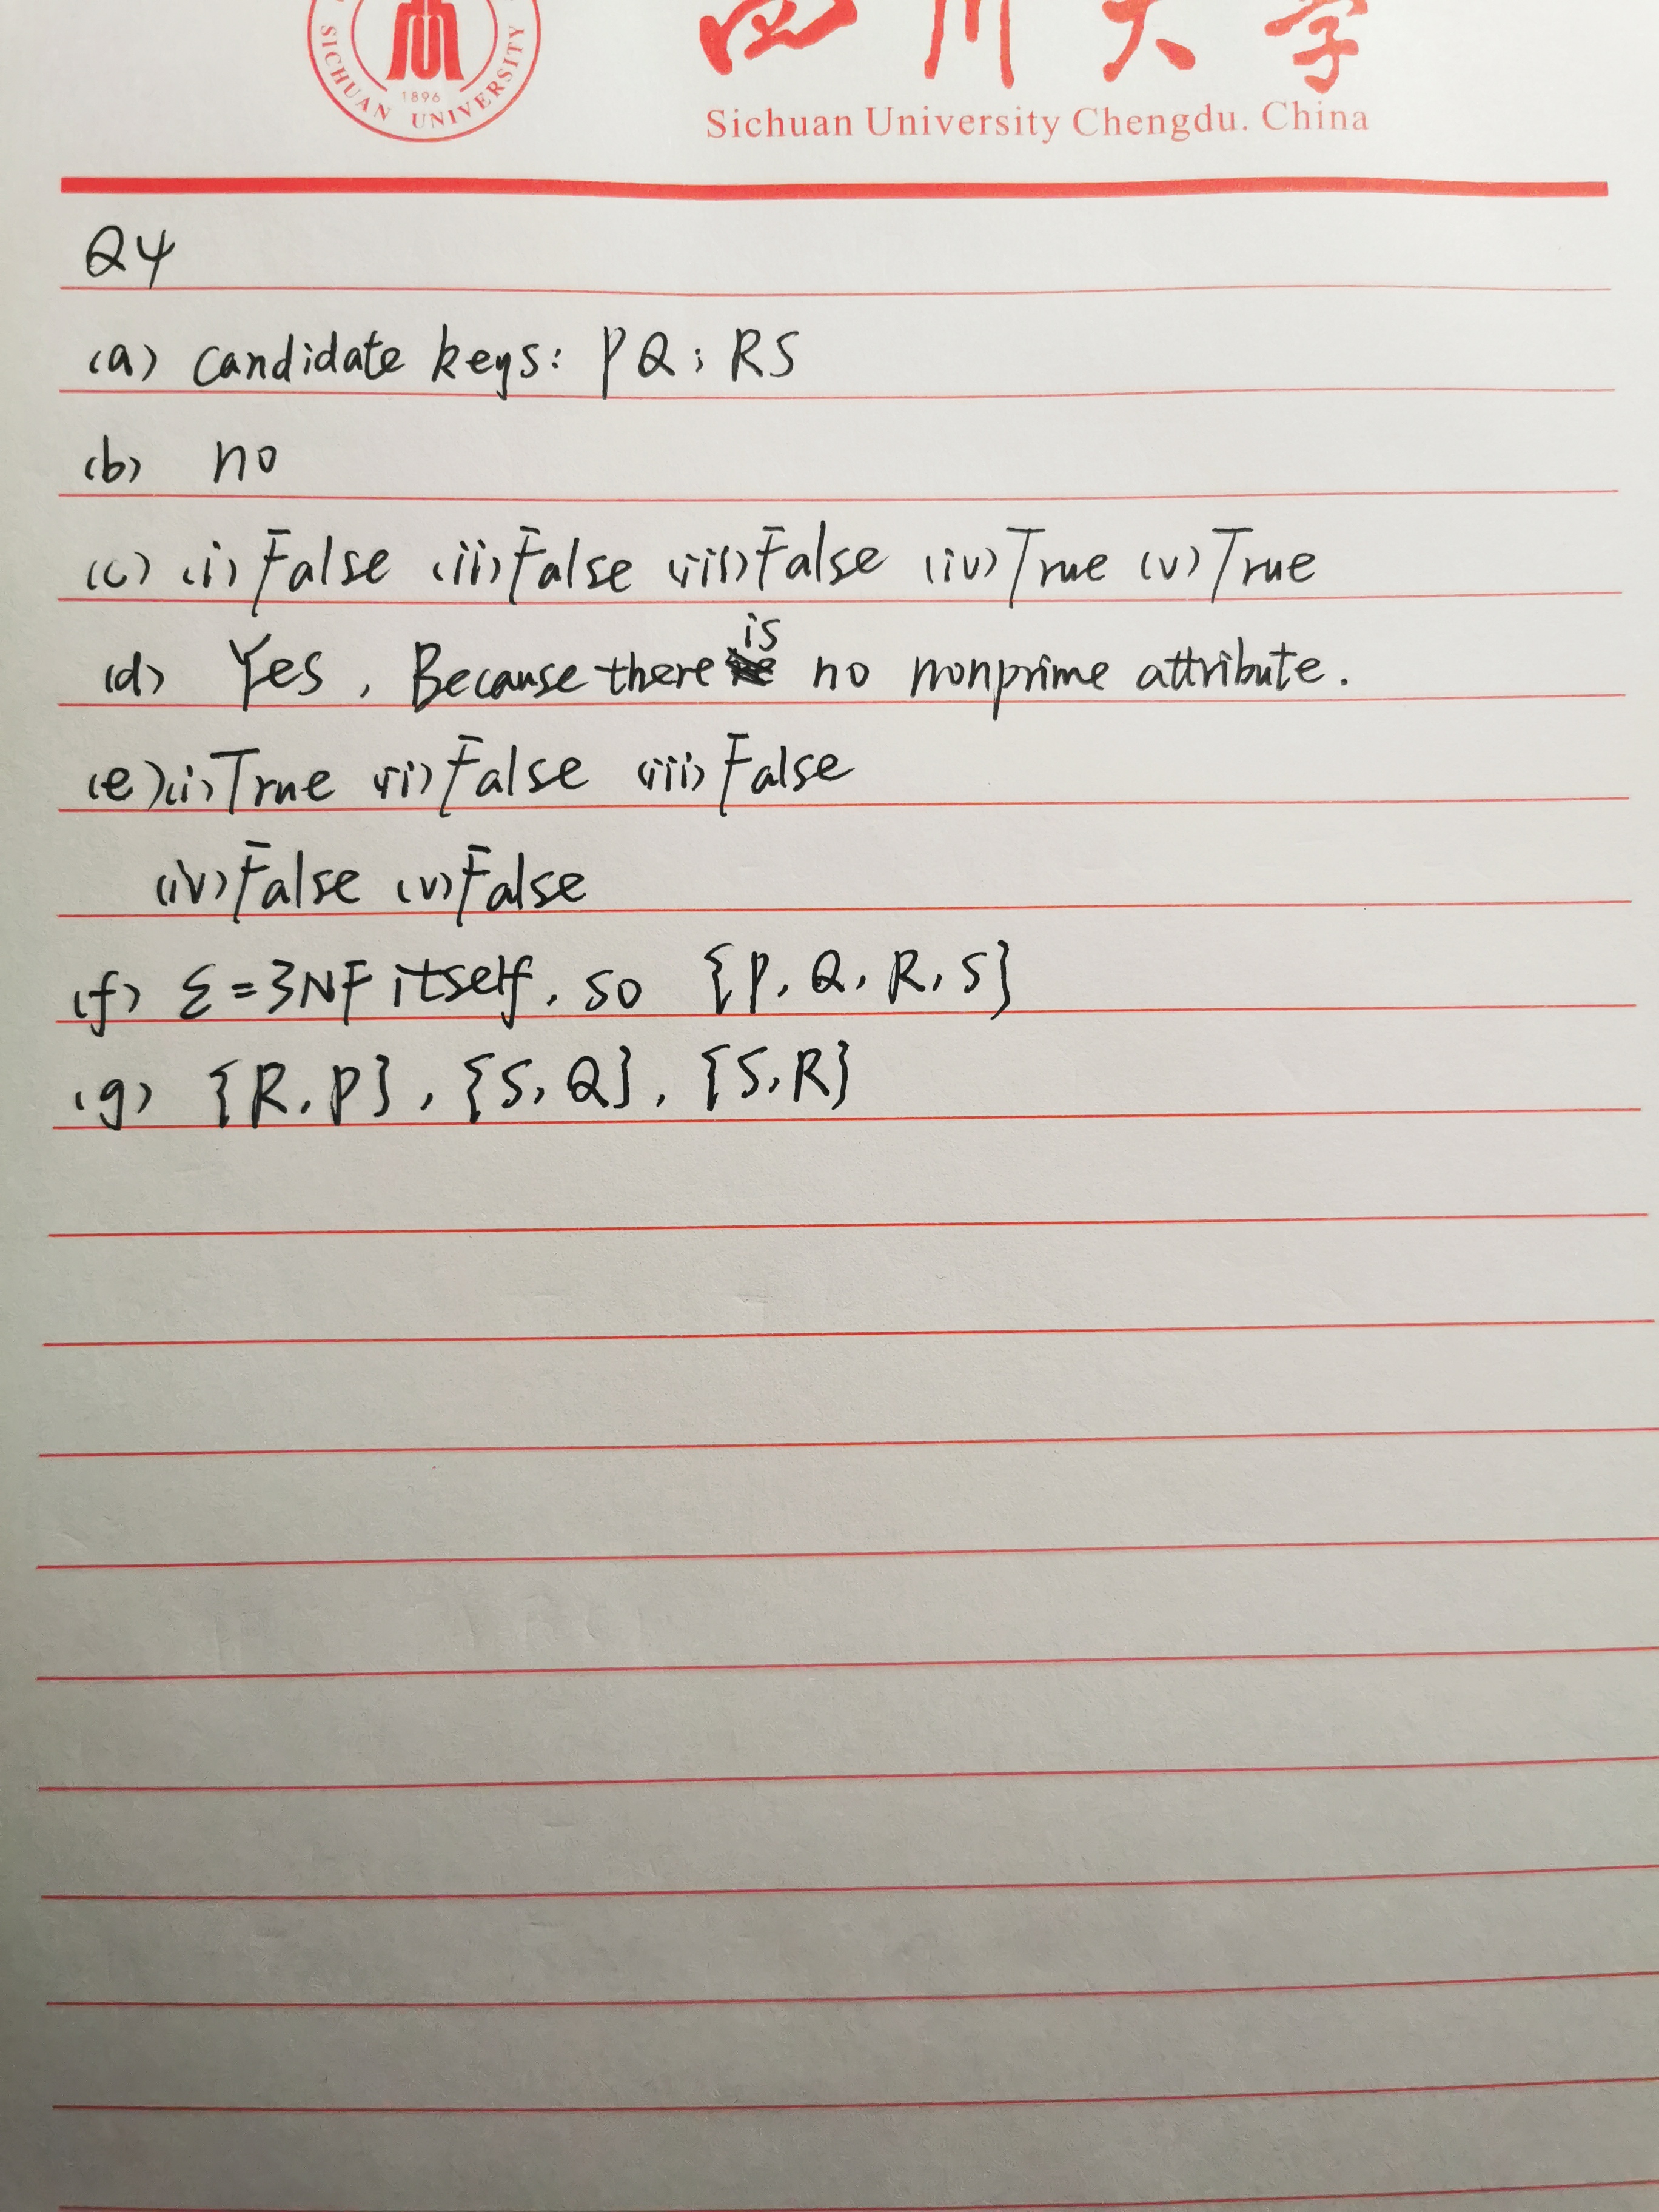 四川大学
SICHUAN UNIVERSITY
1896
Sichuan University Chengdu. China
Q4
(a) candidate keys: PQ; RS
(b) no
(c) (i) False (ii) False (iii) False (iv) True (v) True
(d) Yes, Because there is no nonprime attribute.
(e) (i) True (ii) False (iii) False
(iv) False (v) False
(f) Σ=3NF itself, so {P, Q, R, S}
(g) {R, P}, {S, Q}, {S, R}